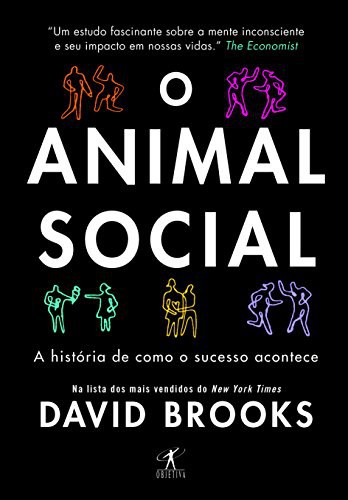 “Um estudo fascinante sobre a mente inconsciente
e seu impacto em nossas vidas.” The Economist
O
ANIMAL
SOCIAL
A história de como o sucesso acontece
Na lista dos mais vendidos do New York Times
DAVID BROOKS
OBJETIVA